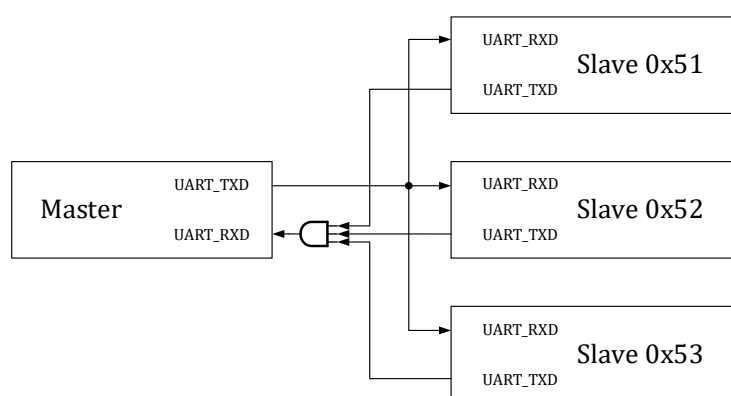 UART_RXD
Slave 0x51
UART_TXD
Master
UART_TXD
UART_RXD
UART_RXD
Slave 0x52
UART_TXD
UART_RXD
Slave 0x53
UART_TXD